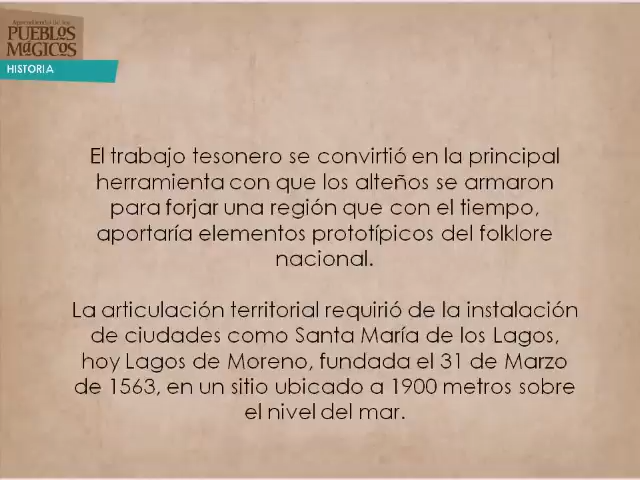 Aprendiendo de los
PUEBLOS
MáGICOS
HISTORIA
El trabajo tesonero se convirtió en la principal
herramienta con que los alteños se armaron
para forjar una región que con el tiempo,
aportaría elementos prototípicos del folklore
nacional.
La articulación territorial requirió de la instalación
de ciudades como Santa María de los Lagos,
hoy Lagos de Moreno, fundada el 31 de Marzo
de 1563, en un sitio ubicado a 1900 metros sobre
el nivel del mar.